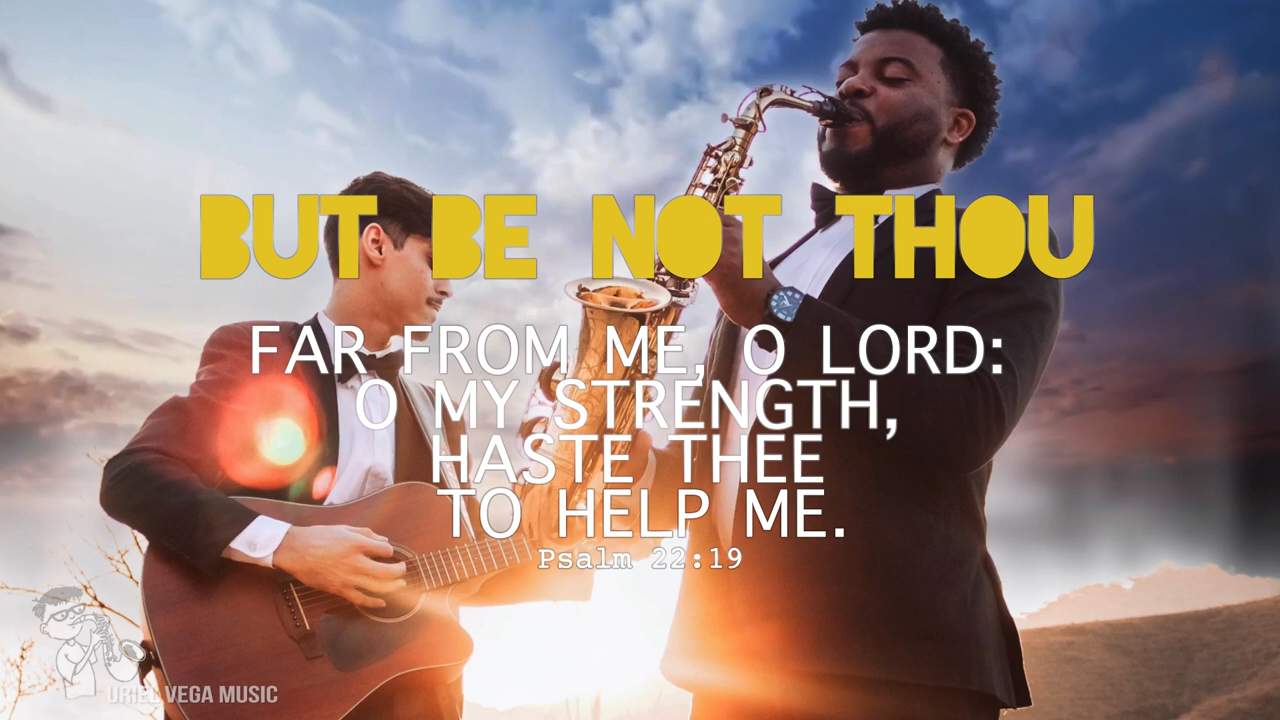 BUT BE NOT THOU
FAR FROM ME, O LORD:
O MY STRENGTH,
HASTE THEE
TO HELP ME.
Psalm 22:19
URIEL VEGA MUSIC